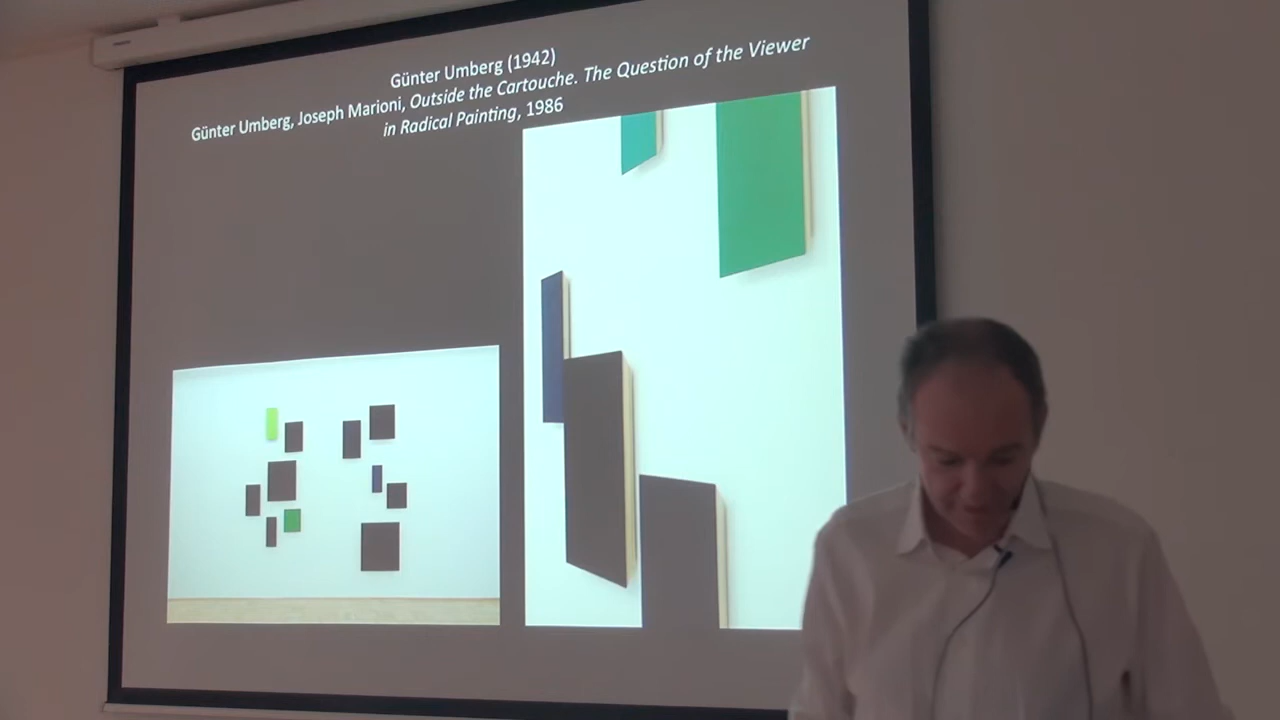 Günter Umberg (1942)
Günter Umberg, Joseph Marioni, Outside the Cartouche. The Question of the Viewer
in Radical Painting, 1986